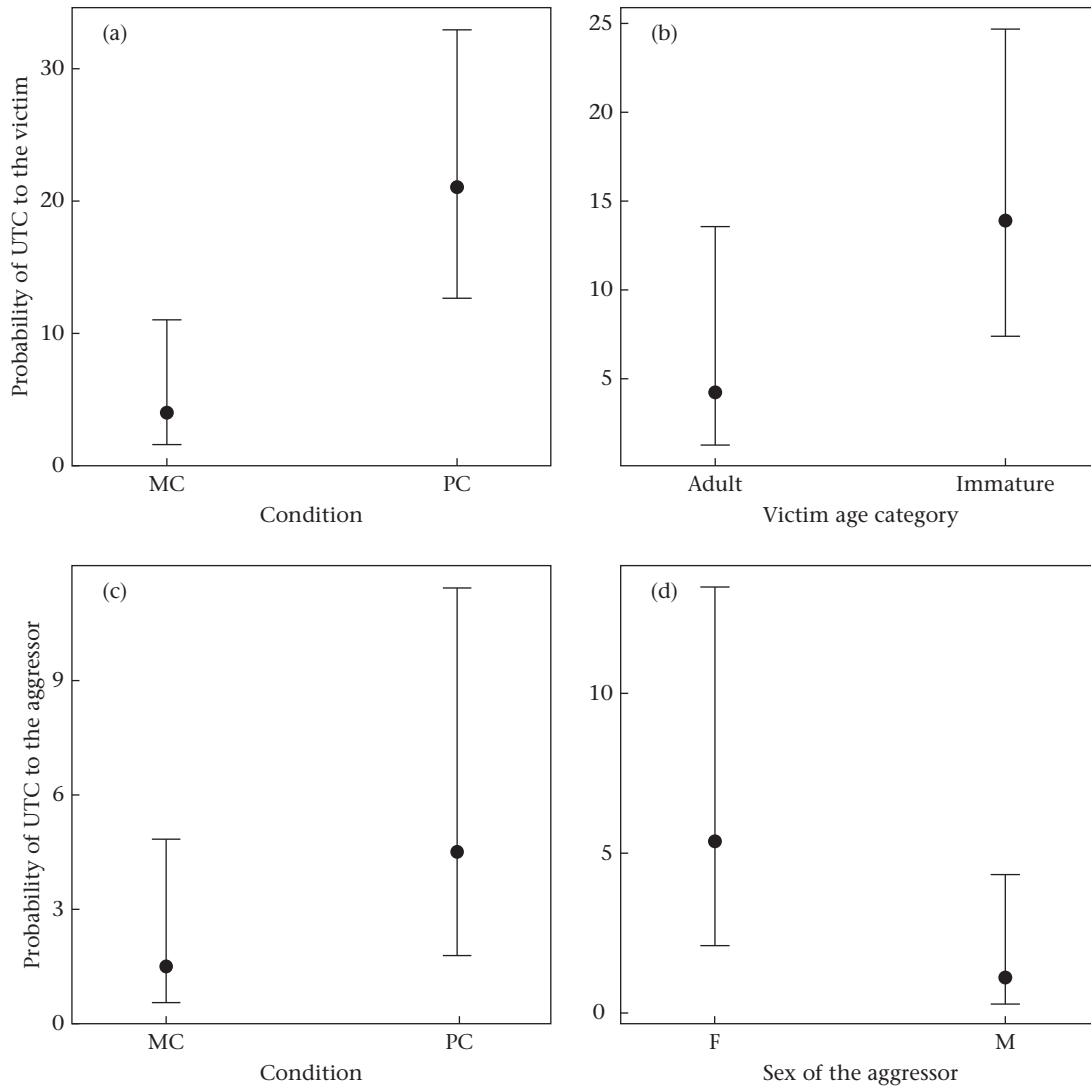 (a)
Probability of UTC to the victim
30
20
10
0
MC
PC
Condition
(b)
25
20
15
10
5
Adult
Immature
Victim age category
(c)
Probability of UTC to the aggressor
9
6
3
0
MC
PC
Condition
(d)
10
5
0
F
M
Sex of the aggressor